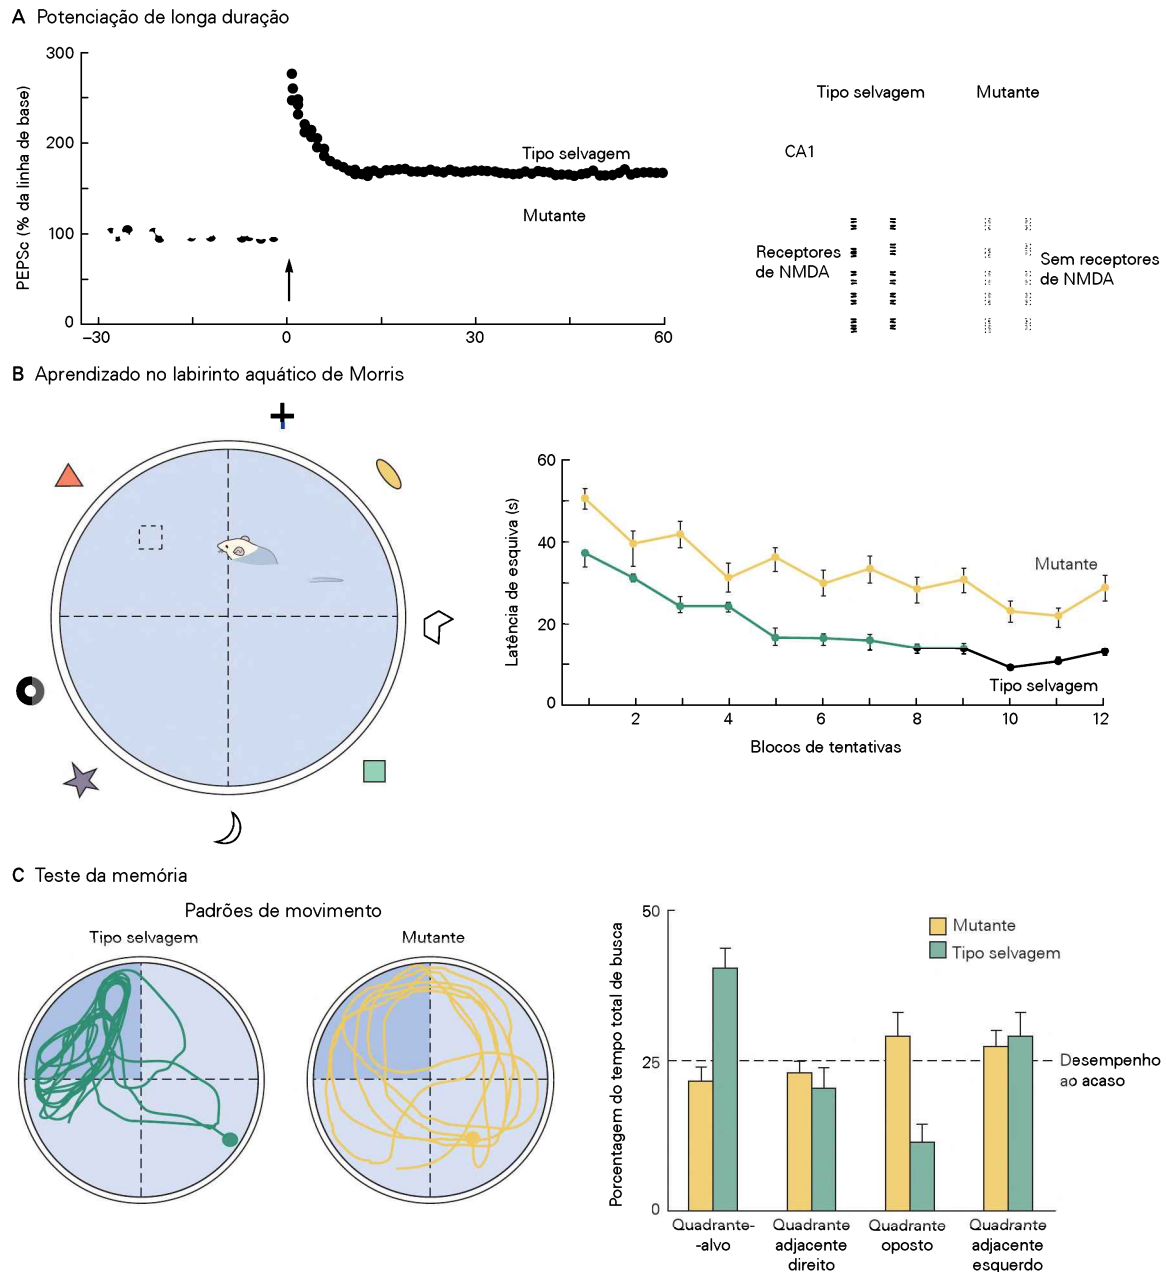 A Potenciação de longa duração
PEPSc (% da linha de base)
300
200
100
0
–30
0
30
60
Tipo selvagem
Mutante
Tipo selvagem
Mutante
CA1
Receptores
de NMDA
Sem receptores
de NMDA
B Aprendizado no labirinto aquático de Morris
Latência de esquiva (s)
60
40
20
0
2
4
6
8
10
12
Mutante
Tipo selvagem
Blocos de tentativas
C Teste da memória
Padrões de movimento
Tipo selvagem
Mutante
Porcentagem do tempo total de busca
50
25
0
Mutante
Tipo selvagem
Desempenho
ao acaso
Quadrante-
-alvo
Quadrante
adjacente
direito
Quadrante
oposto
Quadrante
adjacente
esquerdo